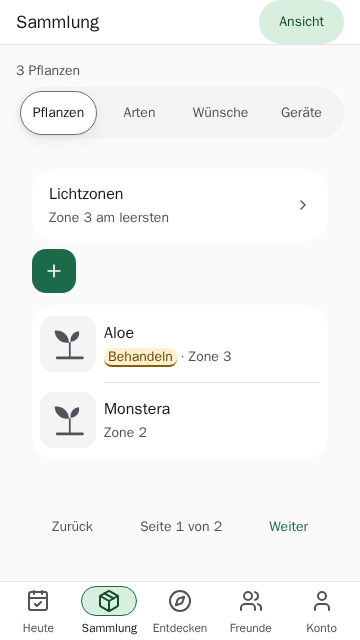 Sammlung
Ansicht
3 Pflanzen
Pflanzen
Arten
Wünsche
Geräte
Lichtzonen
Zone 3 am leersten
Aloe
Behandeln · Zone 3
Monstera
Zone 2
Zurück
Seite 1 von 2
Weiter
Heute
Sammlung
Entdecken
Freunde
Konto